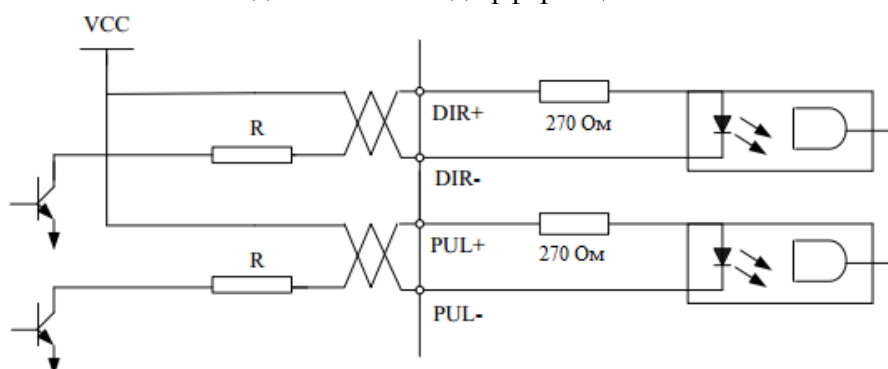 VCC
R
DIR+
270 Ом
DIR-
R
PUL+
270 Ом
PUL-